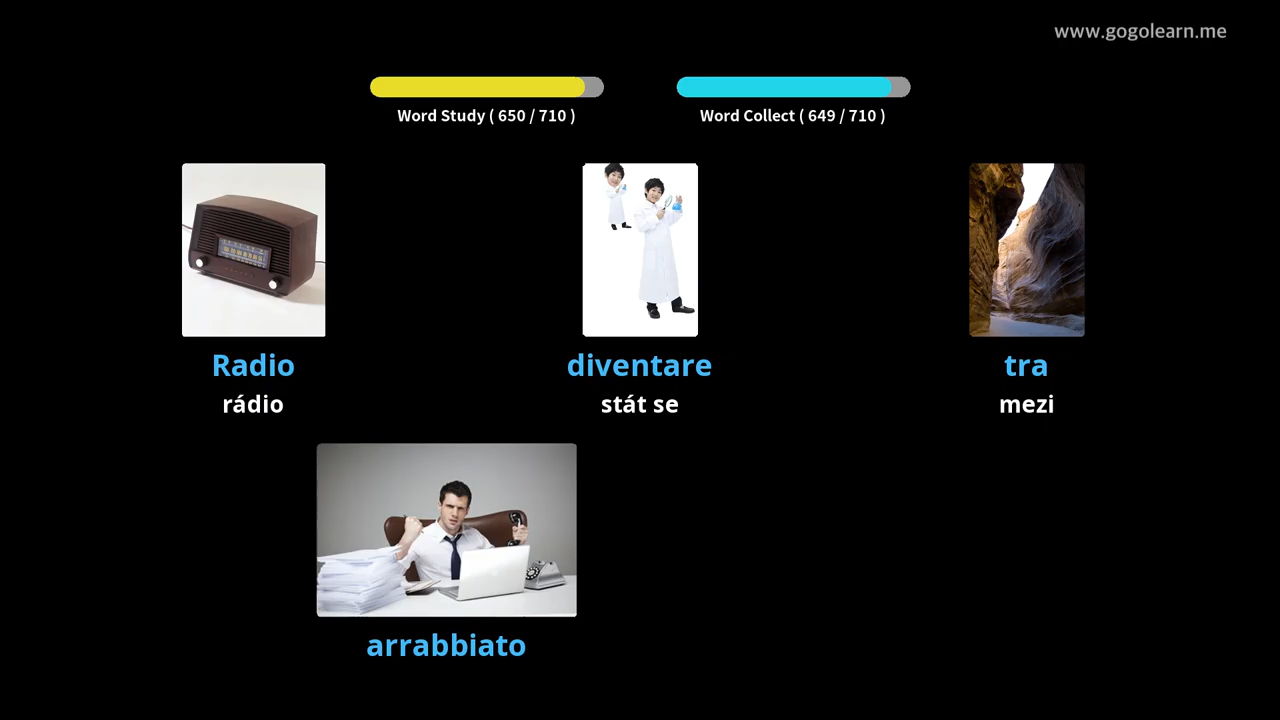 www.gogolearn.me
Word Study ( 650 / 710 )
Word Collect ( 649 / 710 )
Radio
diventare
tra
rádio
stát se
mezi
arrabbiato